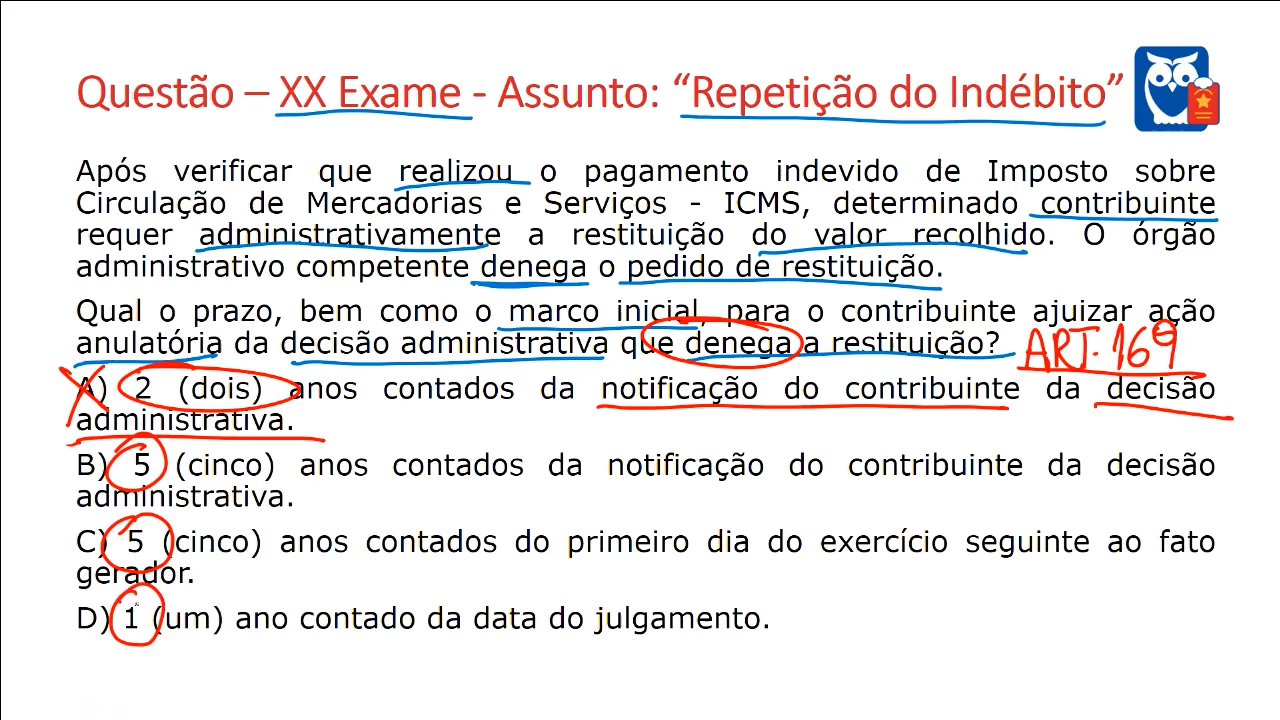 Questão – XX Exame - Assunto: “Repetição do Indébito”
Após verificar que realizou o pagamento indevido de Imposto sobre
Circulação de Mercadorias e Serviços - ICMS, determinado contribuinte
requer administrativamente a restituição do valor recolhido. O órgão
administrativo competente denega o pedido de restituição.
Qual o prazo, bem como o marco inicial, para o contribuinte ajuizar ação
anulatória da decisão administrativa que denega a restituição?
ART. 169
A) 2 (dois) anos contados da notificação do contribuinte da decisão
administrativa.
B) 5 (cinco) anos contados da notificação do contribuinte da decisão
administrativa.
C) 5 (cinco) anos contados do primeiro dia do exercício seguinte ao fato
gerador.
D) 1 (um) ano contado da data do julgamento.